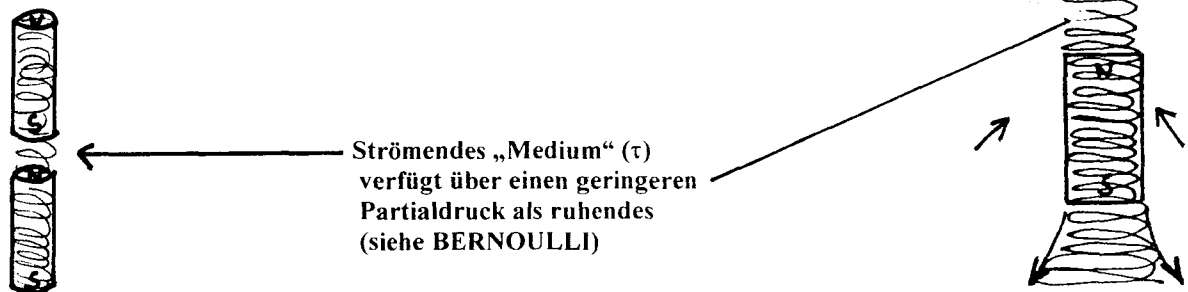 N
S
N
S
Strömendes „Medium“ (τ)
verfügt über einen geringeren
Partialdruck als ruhendes
(siehe BERNOULLI)
N
S